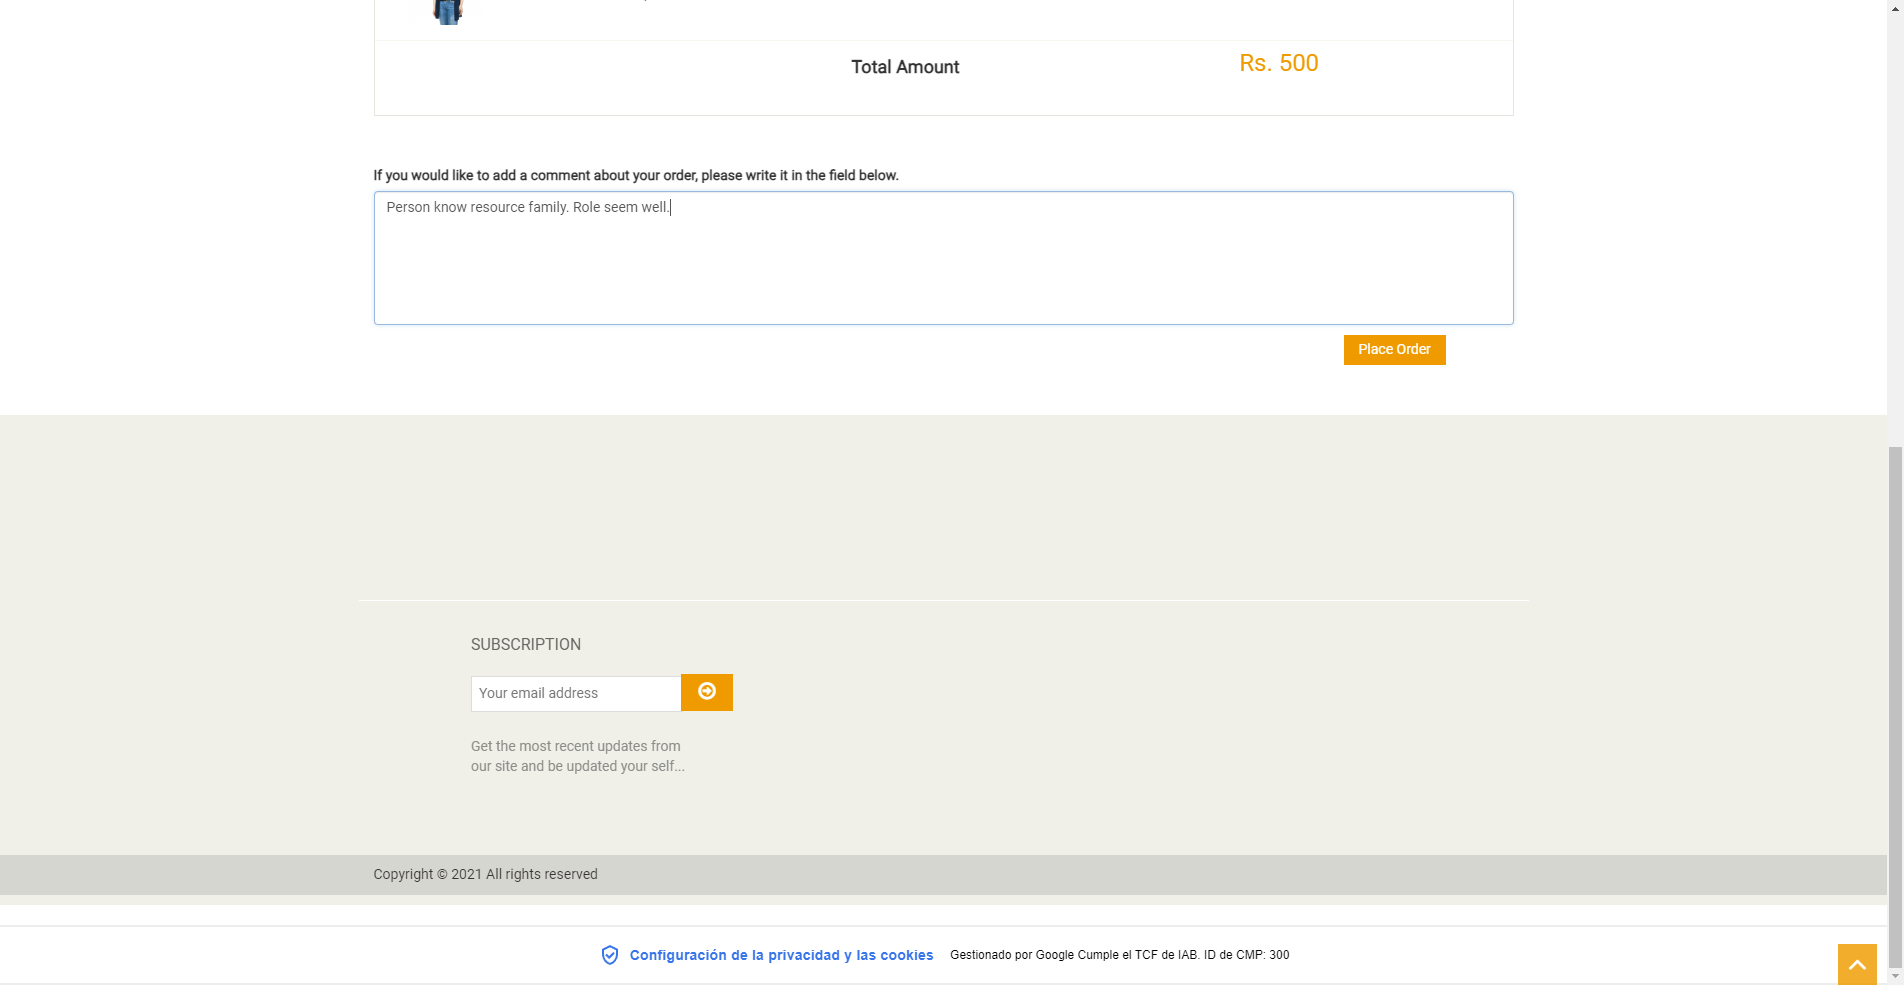 Total Amount
Rs. 500
If you would like to add a comment about your order, please write it in the field below.
Person know resource family. Role seem well.
Place Order
SUBSCRIPTION
Your email address
Get the most recent updates from
our site and be updated your self...
Copyright © 2021 All rights reserved
Configuración de la privacidad y las cookies
Gestionado por Google Cumple el TCF de IAB. ID de CMP: 300